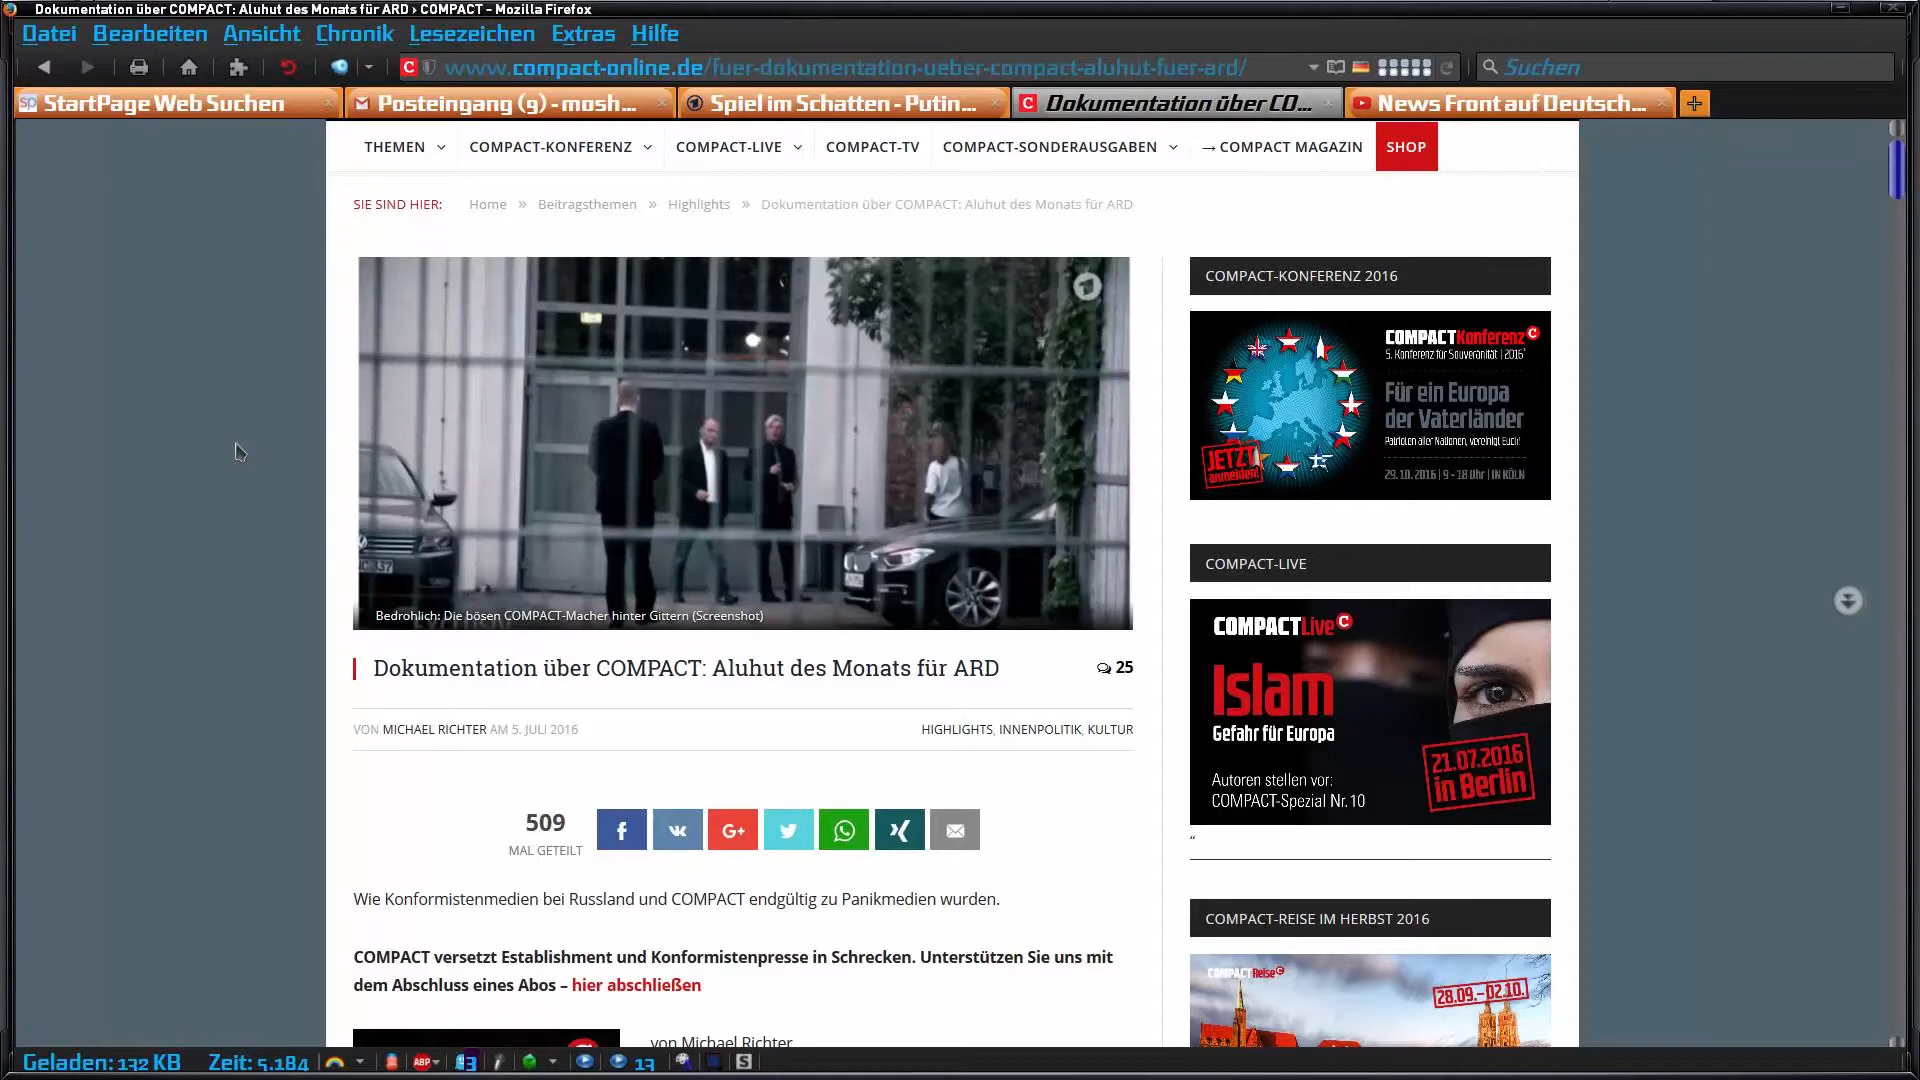 Dokumentation über COMPACT: Aluhut des Monats für ARD › COMPACT - Mozilla Firefox
Datei Bearbeiten Ansicht Chronik Lesezeichen Extras Hilfe
www.compact-online.de/fuer-dokumentation-ueber-compact-aluhut-fuer-ard/
Suchen
StartPage Web Suchen
Posteingang (9) - mosh...
Spiel im Schatten - Putin...
Dokumentation über CO...
News Front auf Deutsch...
THEMEN COMPACT-KONFERENZ COMPACT-LIVE COMPACT-TV COMPACT-SONDERAUSGABEN → COMPACT MAGAZIN SHOP
SIE SIND HIER: Home » Beitragsthemen » Highlights » Dokumentation über COMPACT: Aluhut des Monats für ARD
Bedrohlich: Die bösen COMPACT-Macher hinter Gittern (Screenshot)
Dokumentation über COMPACT: Aluhut des Monats für ARD
25
VON MICHAEL RICHTER AM 5. JULI 2016
HIGHLIGHTS, INNENPOLITIK, KULTUR
509
MAL GETEILT
Wie Konformistenmedien bei Russland und COMPACT endgültig zu Panikmedien wurden.
COMPACT versetzt Establishment und Konformistenpresse in Schrecken. Unterstützen Sie uns mit
dem Abschluss eines Abos – hier abschließen
von Michael Richter
COMPACT-KONFERENZ 2016
COMPACTKonferenz
5. Konferenz für Souveränität | 2016
Für ein Europa
der Vaterländer
Patrioten aller Nationen, vereinigt Euch!
29.10.2016 | 9 - 18 Uhr | IN KÖLN
JETZT
anmelden!
COMPACT-LIVE
COMPACTLive
Islam
Gefahr für Europa
21.07.2016
in Berlin
Autoren stellen vor:
COMPACT-Spezial Nr.10
“
COMPACT-REISE IM HERBST 2016
COMPACTReise
28.09.-02.10.
Geladen: 132 KB Zeit: 5.184
ABP
3
13
S